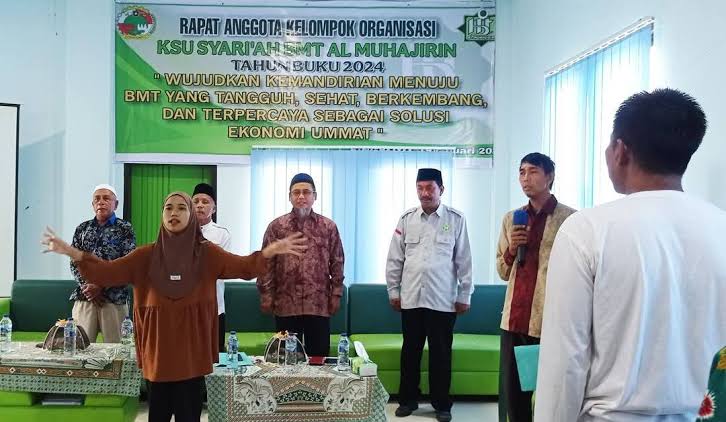 RAPAT ANGGOTA KELOMPOK ORGANISASI
KSU SYARI'AH BMT AL MUHAJIRIN
TAHUN BUKU 2024
" WUJUDKAN KEMANDIRIAN MENUJU
BMT YANG TANGGUH, SEHAT, BERKEMBANG,
DAN TERPERCAYA SEBAGAI SOLUSI
EKONOMI UMMAT "